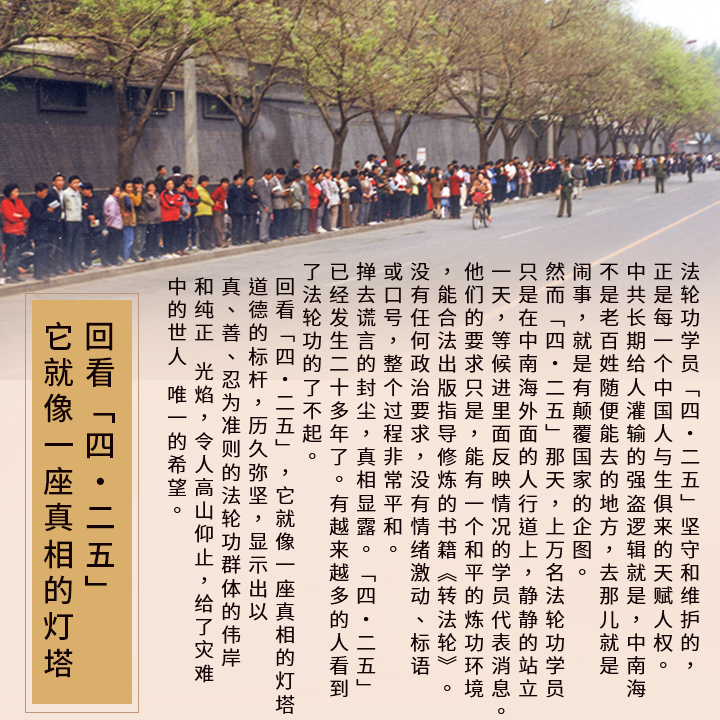 法轮功学员「四·二五」坚守和维护的，
正是每一个中国人与生俱来的天赋人权。
中共长期给人灌输的强盗逻辑就是，中南海
不是老百姓随便能去的地方，去那儿就是
闹事，就是有颠覆国家的企图。
然而「四·二五」那天，上万名法轮功学员
只是在中南海外面的人行道上，静静的站立
一天，等候进里面反映情况的学员代表消息。
他们的要求只是，能有一个和平的炼功环境
，能合法出版指导修炼的书籍《转法轮》。
没有任何政治要求，没有情绪激动、标语
或口号，整个过程非常平和。
掸去谎言的封尘，真相显露。「四·二五」
已经发生二十多年了。有越来越多的人看到
了法轮功的了不起。
回看「四·二五」，它就像一座真相的灯塔
道德的标杆，历久弥坚，显示出以
真、善、忍为准则的法轮功群体的伟岸
和纯正 光焰，令人高山仰止，给了灾难
中的世人 唯一的希望。
回看「四·二五」
它就像一座真相的灯塔